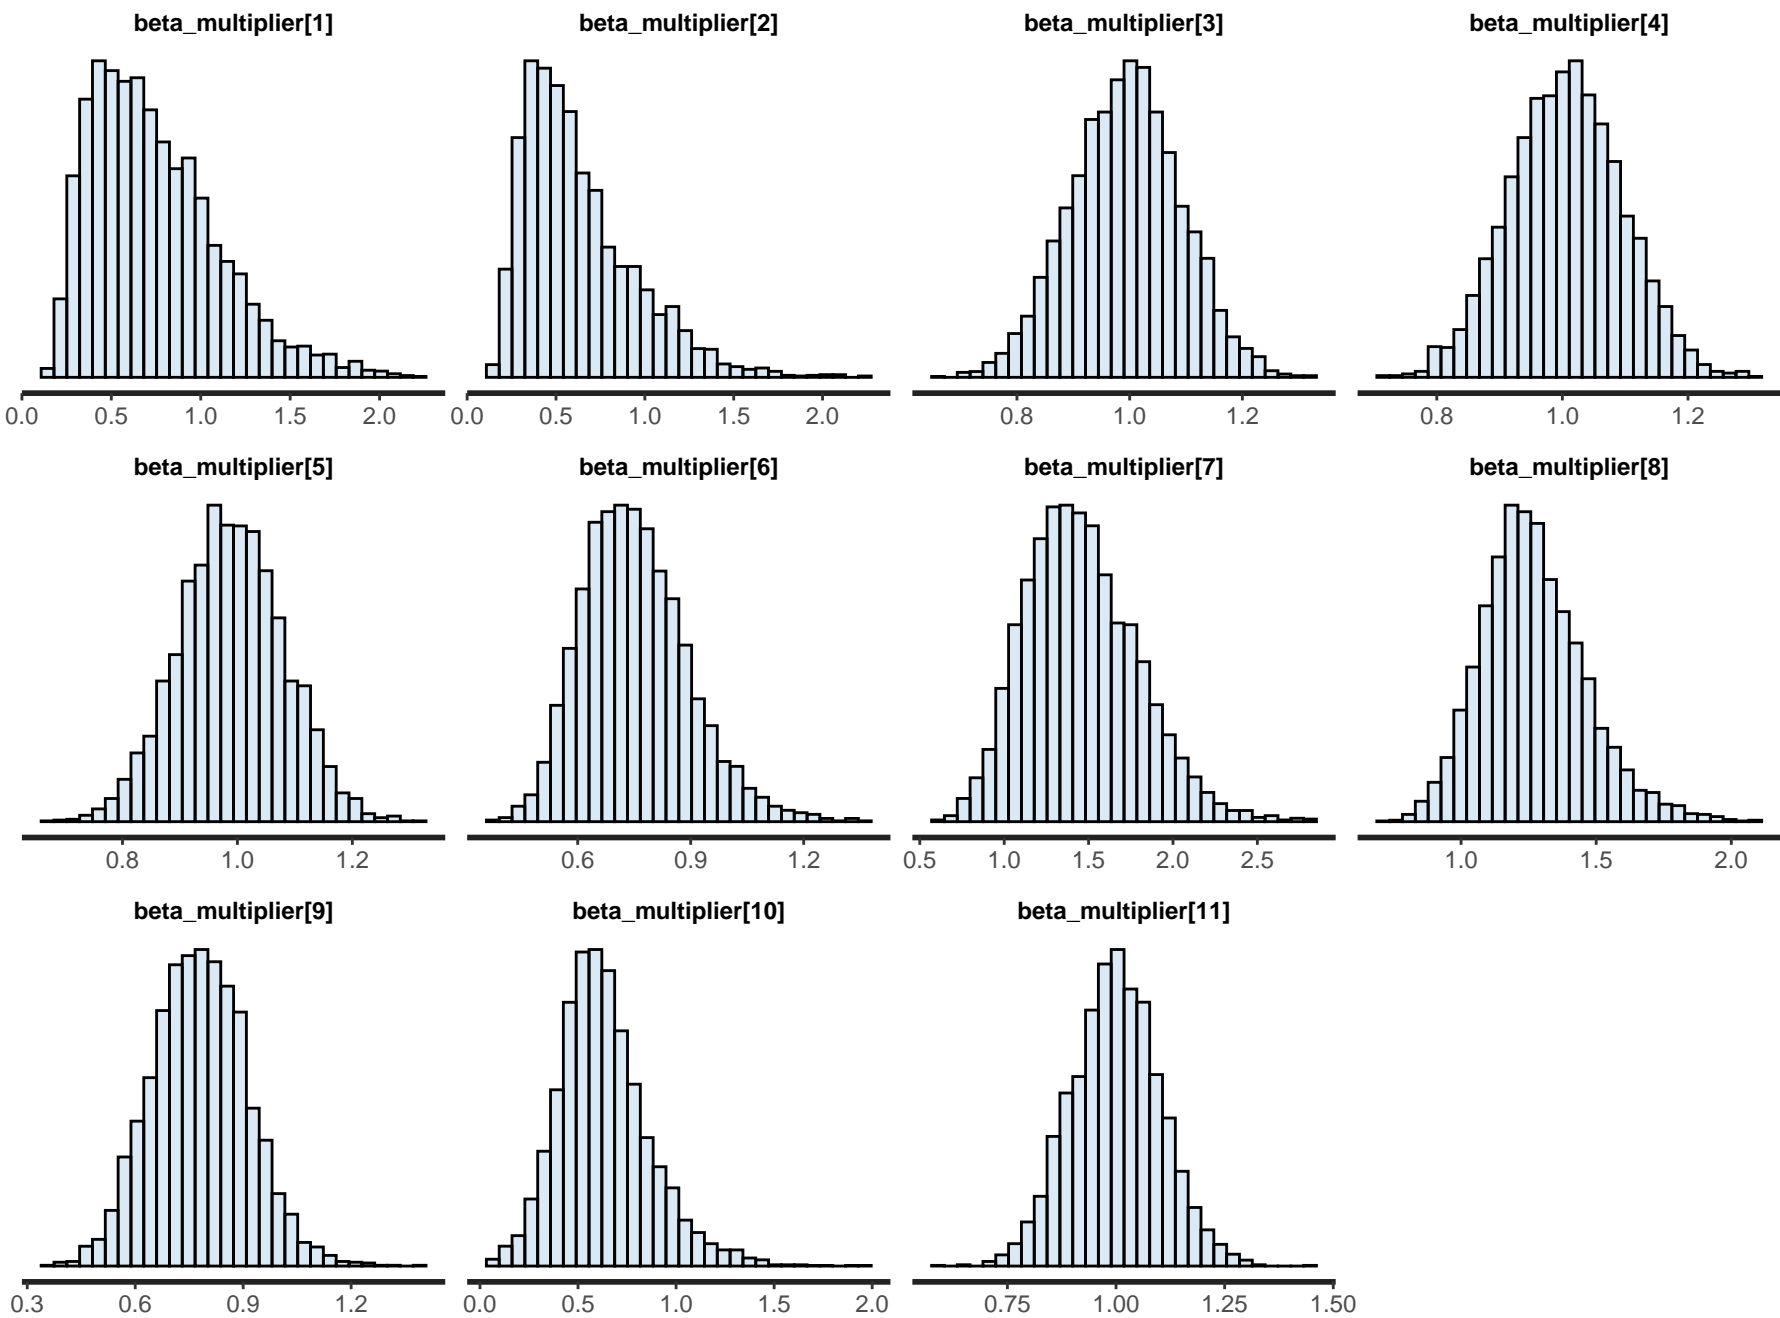 beta_multiplier[1] beta_multiplier[2] beta_multiplier[3] beta_multiplier[4]
0.0 0.5 1.0 1.5 2.0 0.0 0.5 1.0 1.5 2.0 0.8 1.0 1.2 0.8 1.0 1.2
beta_multiplier[5] beta_multiplier[6] beta_multiplier[7] beta_multiplier[8]
0.8 1.0 1.2 0.6 0.9 1.2 0.5 1.0 1.5 2.0 2.5 1.0 1.5 2.0
beta_multiplier[9] beta_multiplier[10] beta_multiplier[11]
0.3 0.6 0.9 1.2 0.0 0.5 1.0 1.5 2.0 0.75 1.00 1.25 1.50